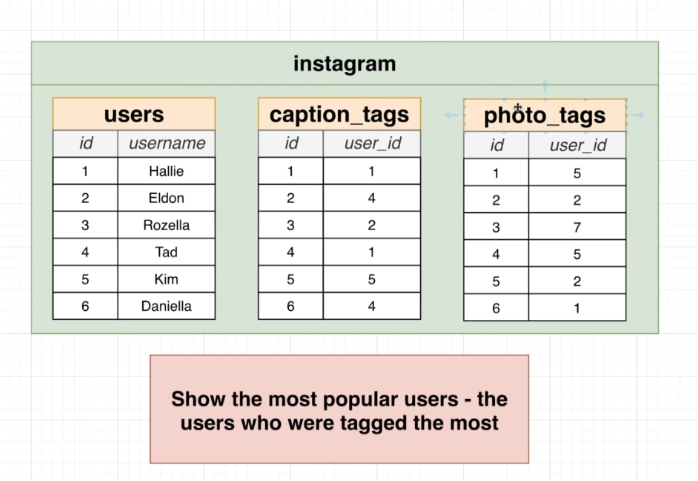 instagram
users
id username
1 Hallie
2 Eldon
3 Rozella
4 Tad
5 Kim
6 Daniella
caption_tags
id user_id
1 1
2 4
3 2
4 1
5 5
6 4
photo_tags
id user_id
1 5
2 2
3 7
4 5
5 2
6 1
Show the most popular users - the
users who were tagged the most